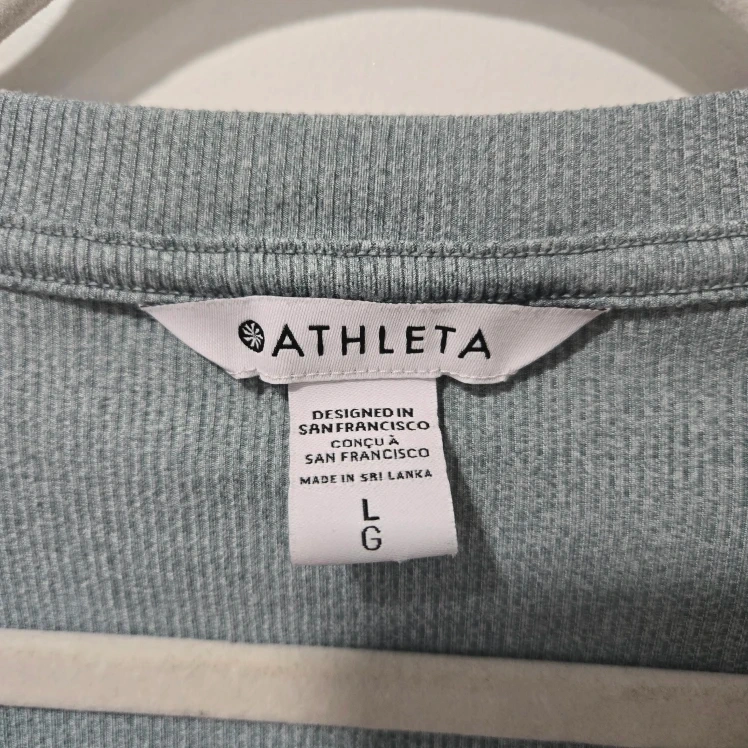 ATHLETA
DESIGNED IN
SAN FRANCISCO
CONÇU À
SAN FRANCISCO
MADE IN SRI LANKA
L
G